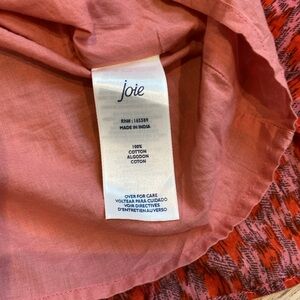 joie
RN# : 165389
MADE IN INDIA
100%
COTTON
ALGODON
COTON
OVER FOR CARE
VOLTEAR PARA CUIDADO
VOIR DIRECTIVES
D'ENTRETIEN AU VERSO